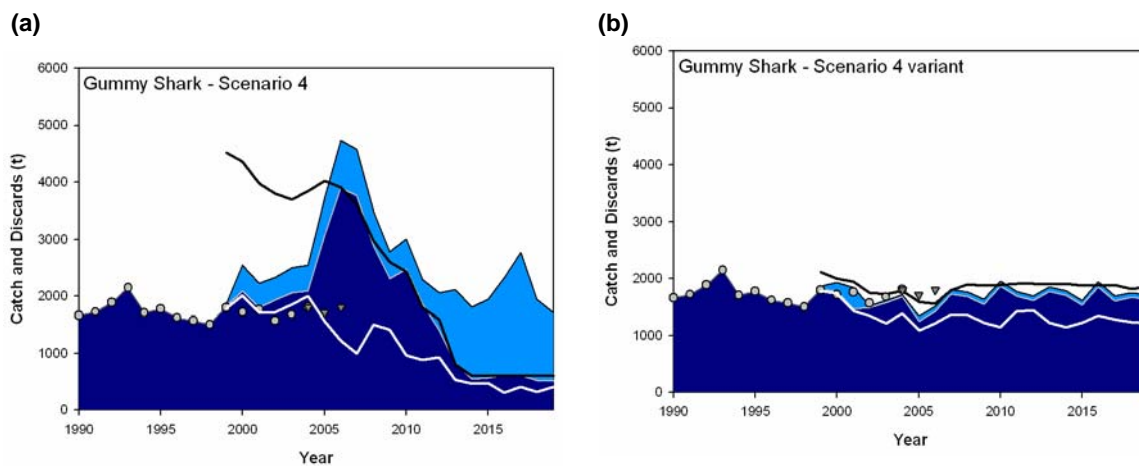 (a)
Gummy Shark - Scenario 4
Catch and Discards (t)
6000
5000
4000
3000
2000
1000
0
1990 1995 2000 2005 2010 2015
Year
(b)
Gummy Shark - Scenario 4 variant
Catch and Discards (t)
6000
5000
4000
3000
2000
1000
0
1990 1995 2000 2005 2010 2015
Year